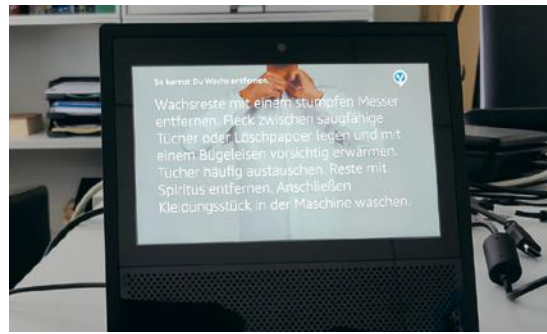 So kannst Du Wachs entfernen.
Wachsreste mit einem stumpfen Messer
entfernen. Fleck zwischen saugfähige
Tücher oder Löschpapier legen und mit
einem Bügeleisen vorsichtig erwärmen.
Tücher häufig austauschen. Reste mit
Spiritus entfernen. Anschließen
Kleidungsstück in der Maschine waschen.